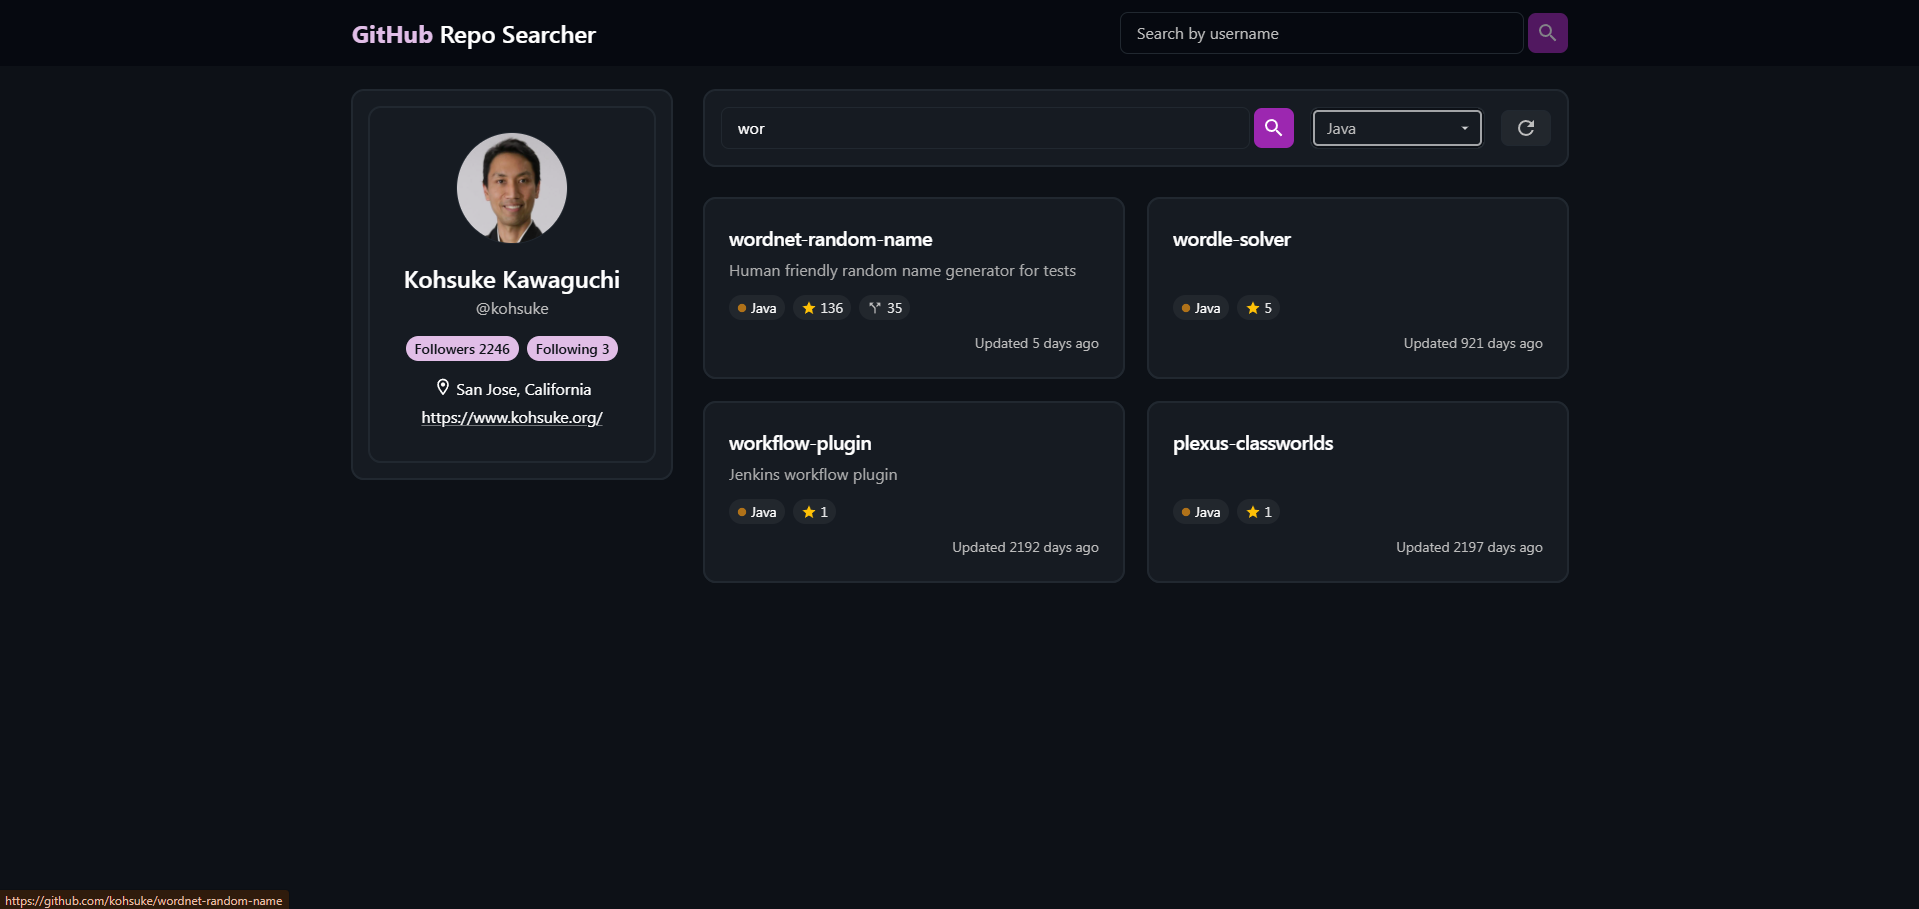 GitHub Repo Searcher
Search by username
Kohsuke Kawaguchi
@kohsuke
Followers 2246 Following 3
San Jose, California
https://www.kohsuke.org/
wor
Java
wordnet-random-name
Human friendly random name generator for tests
Java 136 35
Updated 5 days ago
wordle-solver
Java 5
Updated 921 days ago
workflow-plugin
Jenkins workflow plugin
Java 1
Updated 2192 days ago
plexus-classworlds
Java 1
Updated 2197 days ago
https://github.com/kohsuke/wordnet-random-name